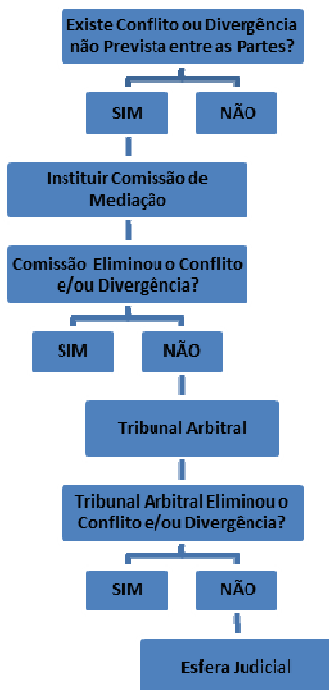 Existe Conflito ou Divergência
não Prevista entre as Partes?
SIM
NÃO
Instituir Comissão de
Mediação
Comissão Eliminou o Conflito
e/ou Divergência?
SIM
NÃO
Tribunal Arbitral
Tribunal Arbitral Eliminou o
Conflito e/ou Divergência?
SIM
NÃO
Esfera Judicial